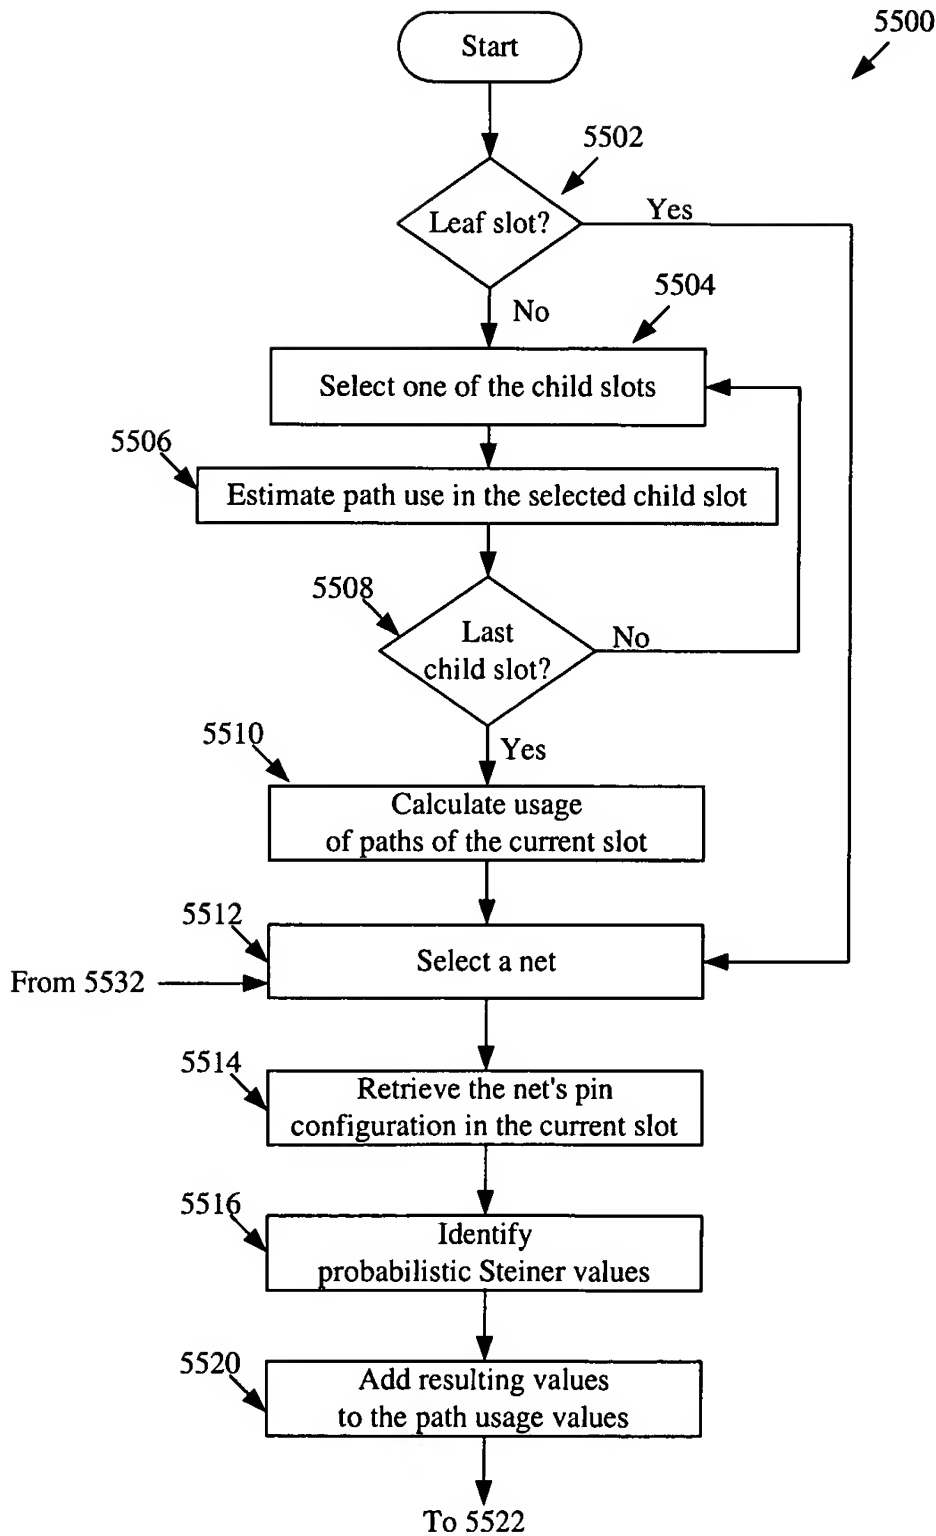 5500
Start
5502
Leaf slot?
Yes
No
5504
Select one of the child slots
5506
Estimate path use in the selected child slot
5508
Last
child slot?
No
Yes
5510
Calculate usage
of paths of the current slot
5512
Select a net
From 5532
5514
Retrieve the net's pin
configuration in the current slot
5516
Identify
probabilistic Steiner values
5520
Add resulting values
to the path usage values
To 5522